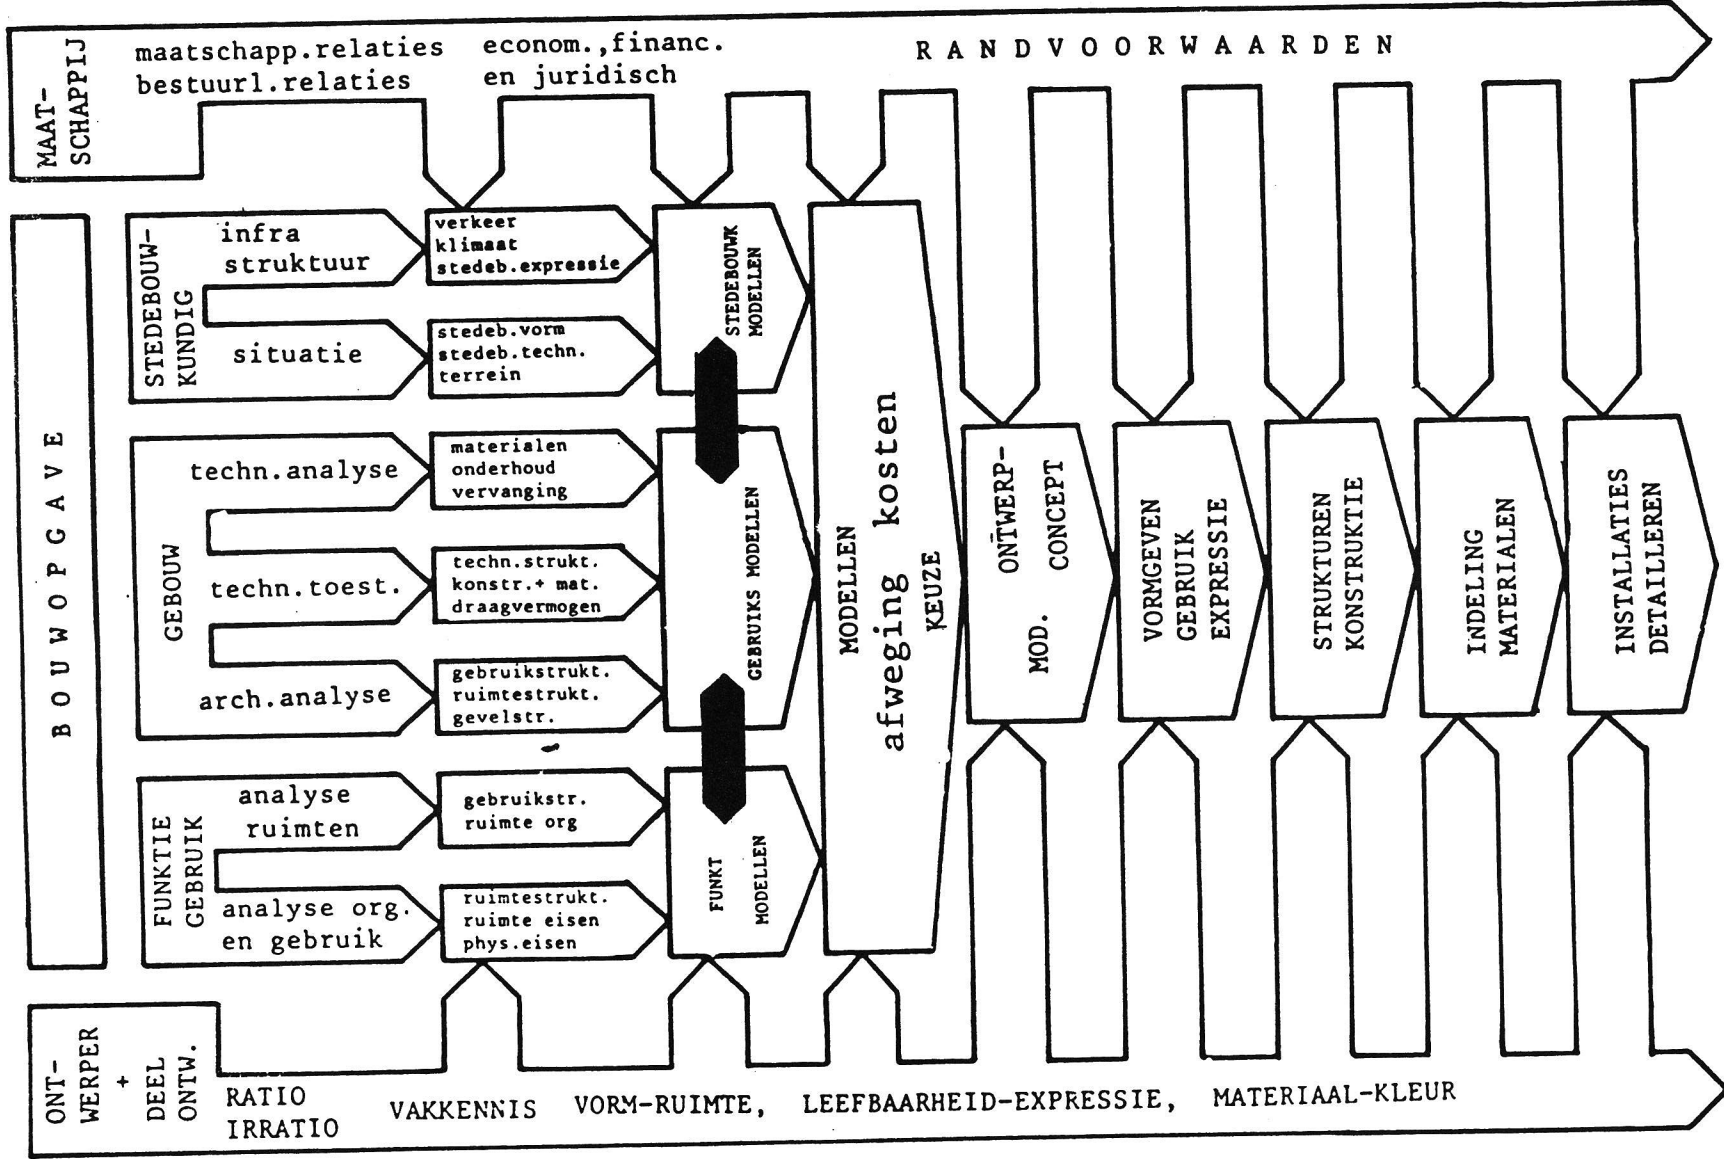 MAAT-
SCHAPPIJ
maatschapp.relaties
bestuurl.relaties
econom.,financ.
en juridisch
RANDVOORWAARDEN
BOUWOPGAVE
STEDEBOUW-
KUNDIG
infra
struktuur
situatie
verkeer
klimaat
stedeb.expressie
stedeb.vorm
stedeb.techn.
terrein
STEDEBOUWK
MODELLEN
GEBOUW
techn.analyse
techn.toest.
arch.analyse
materialen
onderhoud
vervanging
techn.strukt.
konstr.+ mat.
draagvermogen
gebruikstrukt.
ruimtestrukt.
gevelstr.
GEBRUIKS MODELLEN
FUNKTIE
GEBRUIK
analyse
ruimten
analyse org.
en gebruik
gebruikstr.
ruimte org
ruimtestrukt.
ruimte eisen
phys.eisen
FUNKT
MODELLEN
MODELLEN
afweging kosten
KEUZE
ONTWERP-
MOD. CONCEPT
VORMGEVEN
GEBRUIK
EXPRESSIE
STRUKTUREN
KONSTRUKTIE
INDELING
MATERIALEN
INSTALLATIES
DETAILLEREN
ONT-
WERPER
+
DEEL
ONTW.
RATIO
IRRATIO
VAKKENNIS
VORM-RUIMTE, LEEFBAARHEID-EXPRESSIE, MATERIAAL-KLEUR